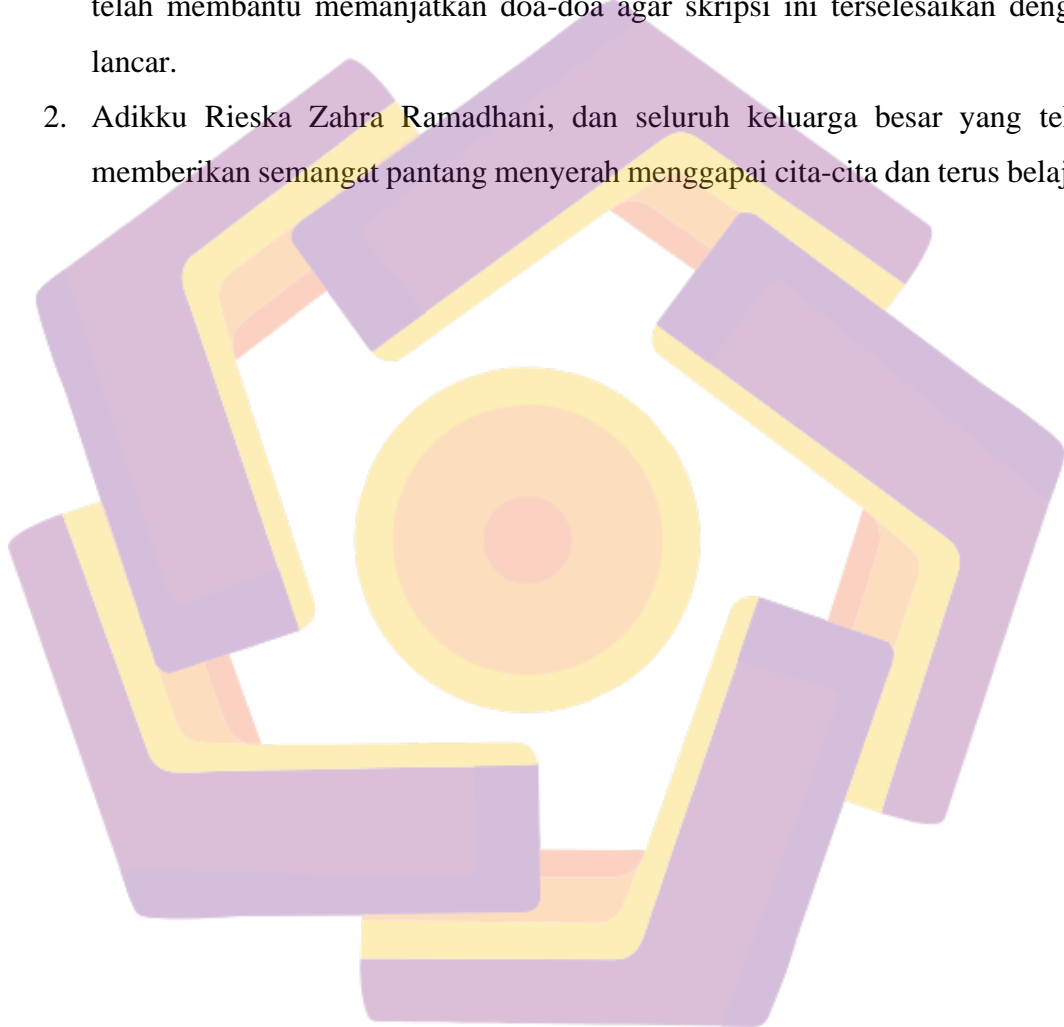 telah membantu memanjatkan doa-doa agar skripsi ini terselesaikan deng
lancar.
2. Adikku Rieska Zahra Ramadhani, dan seluruh keluarga besar yang tel
memberikan semangat pantang menyerah menggapai cita-cita dan terus belaj